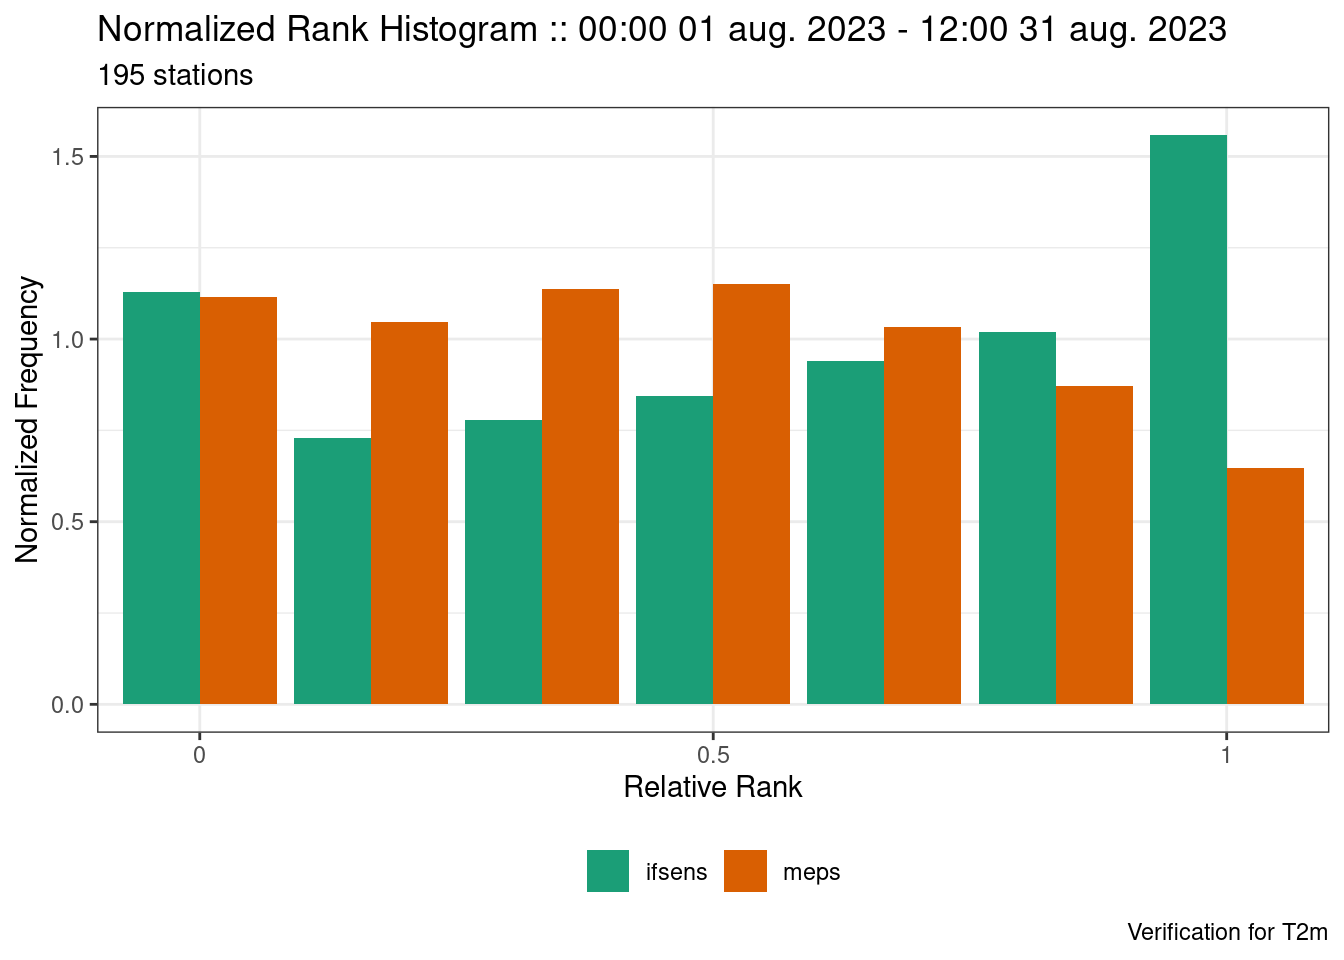 Normalized Rank Histogram :: 00:00 01 aug. 2023 - 12:00 31 aug. 2023
195 stations
Normalized Frequency
1.5
1.0
0.5
0.0
0 0.5 1
Relative Rank
ifsens meps
Verification for T2m